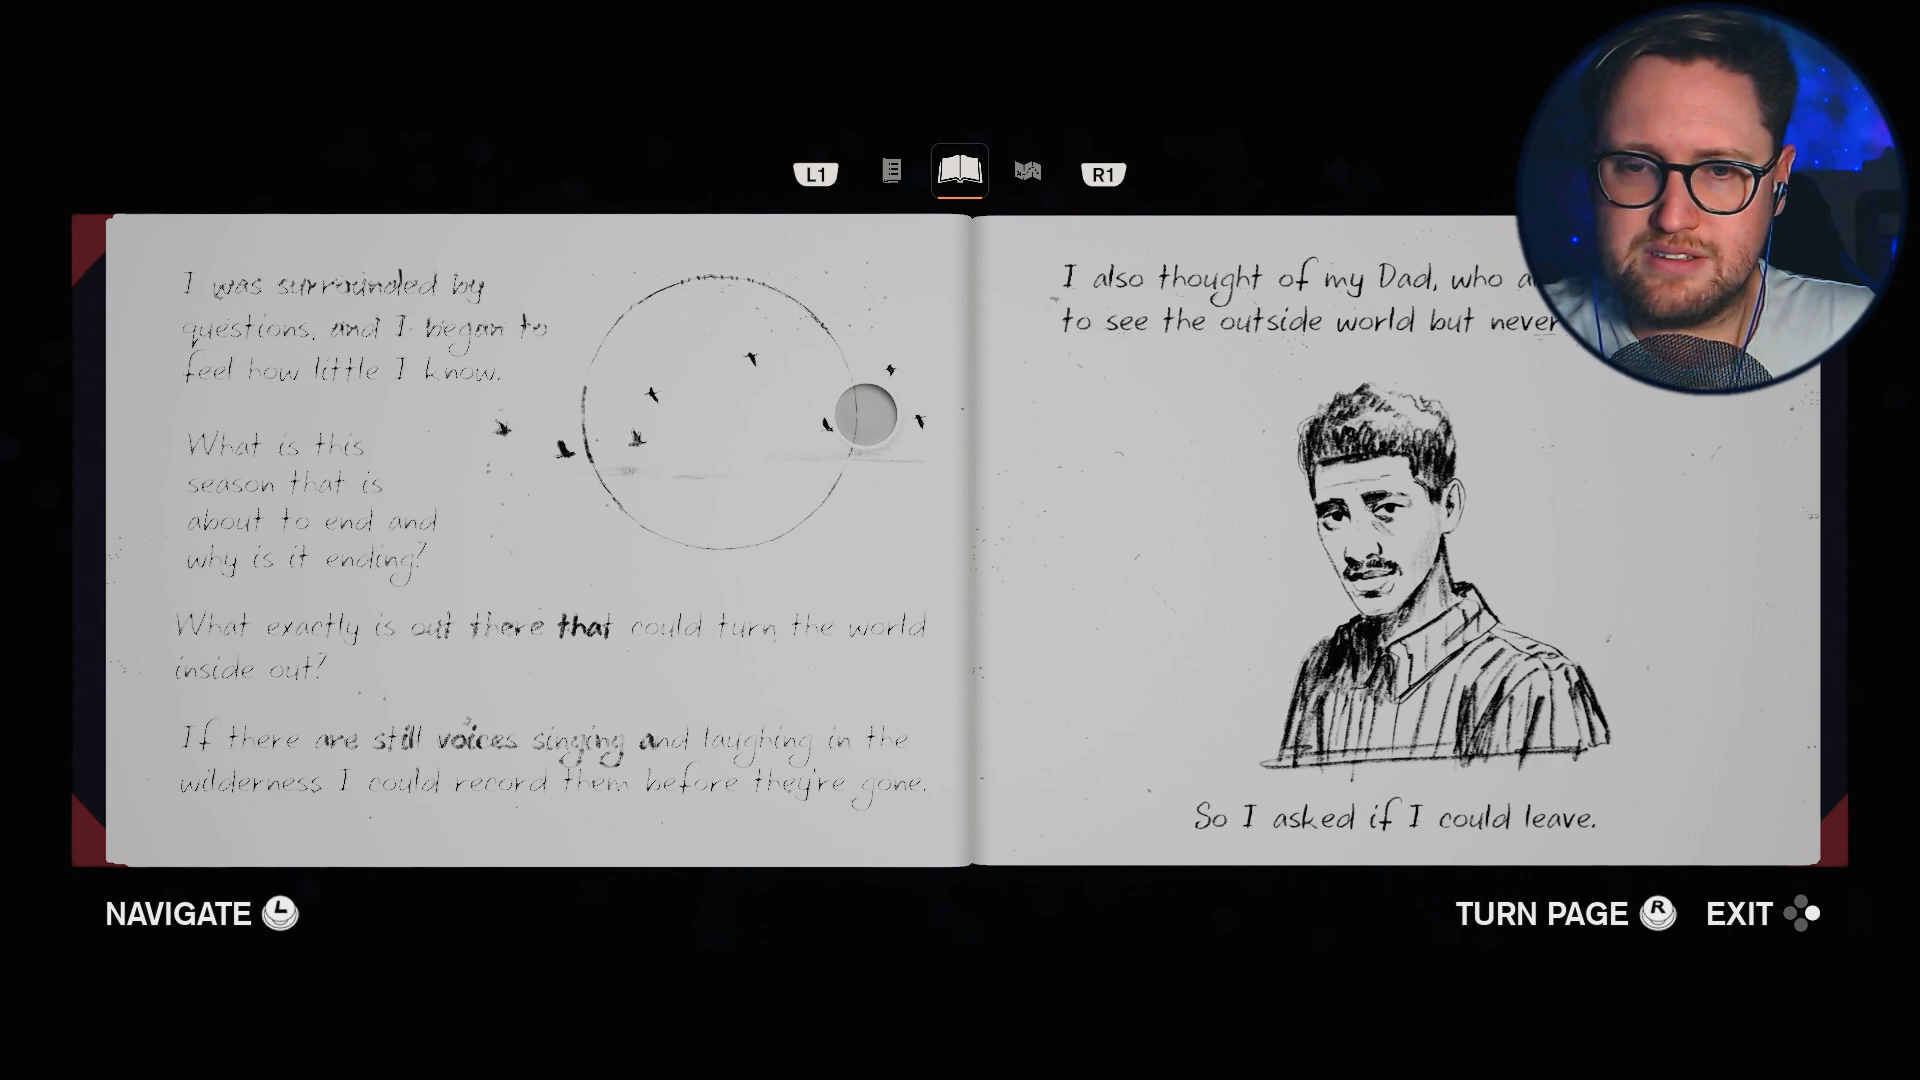 L1
R1
I was surrounded by
questions, and I began to
feel how little I know.
What is this
season that is
about to end and
why is it ending?
What exactly is out there that could turn the world
inside out?
If there are still voices singing and laughing in the
wilderness I could record them before they're gone.
I also thought of my Dad, who
to see the outside world but never
So I asked if I could leave.
NAVIGATE L
TURN PAGE R EXIT